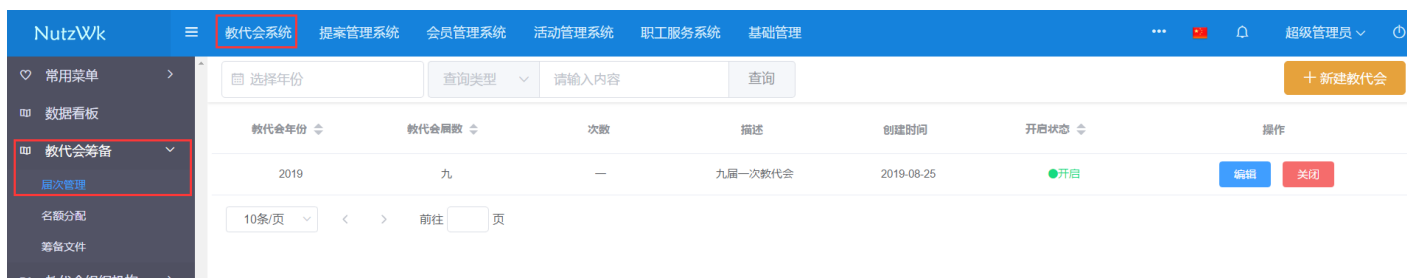 NutzWk 教代会系统 提案管理系统 会员管理系统 活动管理系统 职工服务系统 基础管理 ••• 超级管理员
常用菜单
数据看板
教代会筹备
届次管理
名额分配
筹备文件
教代会组织机构
选择年份 查询类型 请输入内容 查询 + 新建教代会
教代会年份 教代会届数 次数 描述 创建时间 开启状态 操作
2019 九 一 九届一次教代会 2019-08-25 开启 编辑 关闭
10条/页 < > 前往 页